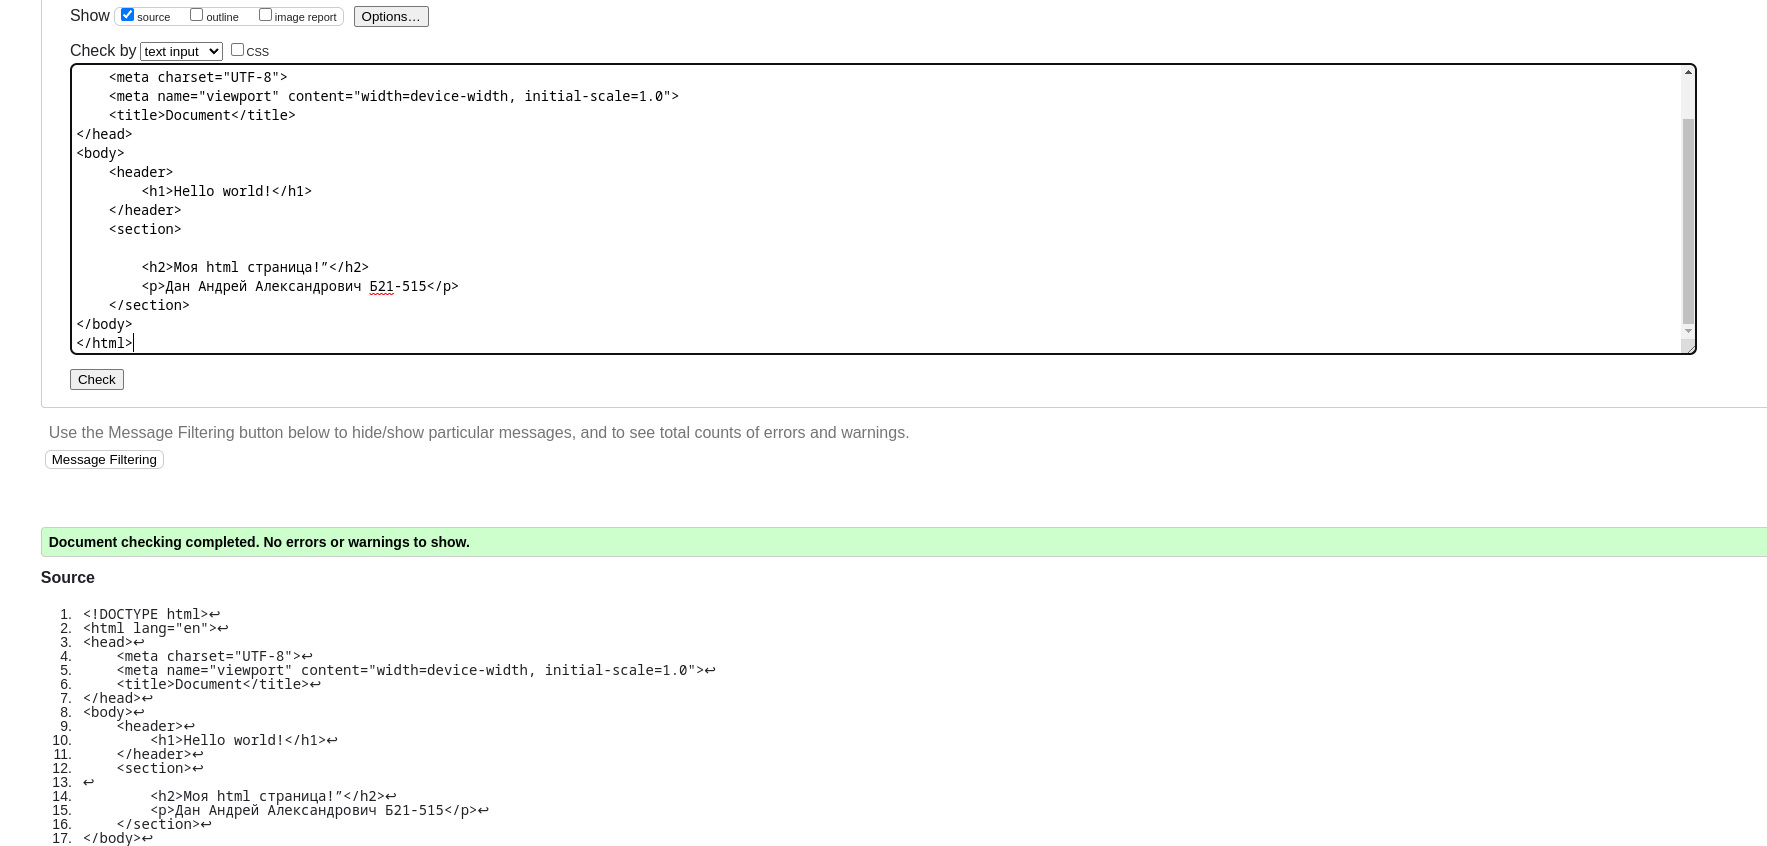 Show source outline image report Options…
Check by text input CSS
<meta charset="UTF-8">
<meta name="viewport" content="width=device-width, initial-scale=1.0">
<title>Document</title>
</head>
<body>
<header>
<h1>Hello world!</h1>
</header>
<section>
<h2>Моя html страница!”</h2>
<p>Дан Андрей Александрович Б21-515</p>
</section>
</body>
</html>
Check
Use the Message Filtering button below to hide/show particular messages, and to see total counts of errors and warnings.
Message Filtering
Document checking completed. No errors or warnings to show.
Source
1. <!DOCTYPE html>↩
2. <html lang="en">↩
3. <head>↩
4. <meta charset="UTF-8">↩
5. <meta name="viewport" content="width=device-width, initial-scale=1.0">↩
6. <title>Document</title>↩
7. </head>↩
8. <body>↩
9. <header>↩
10. <h1>Hello world!</h1>↩
11. </header>↩
12. <section>↩
13. ↩
14. <h2>Моя html страница!”</h2>↩
15. <p>Дан Андрей Александрович Б21-515</p>↩
16. </section>↩
17. </body>↩